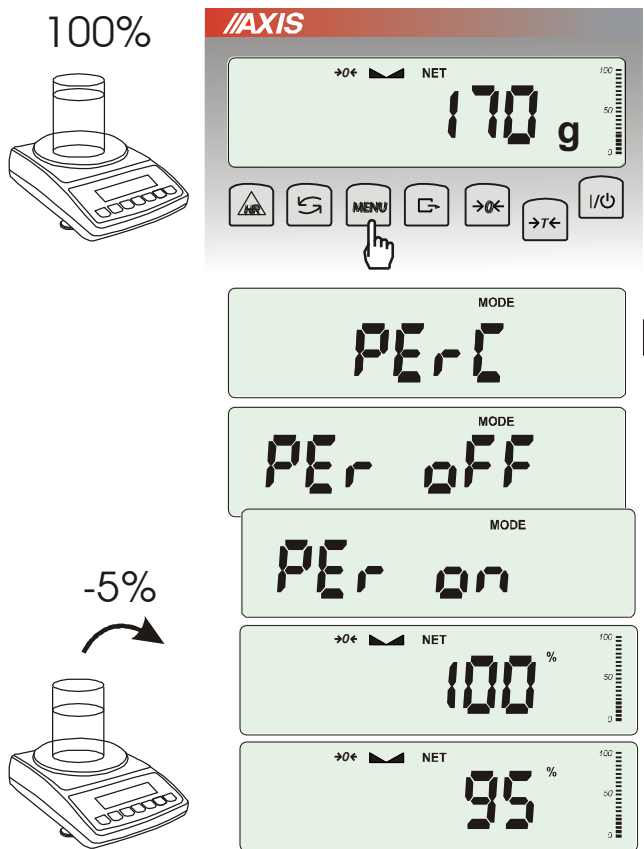 100%
//AXIS
→0← NET
170 g
100
50
0
HR MENU →0← →T← I/⏻
MODE
PErC
MODE
PEr oFF
MODE
PEr on
-5%
→0← NET
100 %
100
50
0
→0← NET
95 %
100
50
0